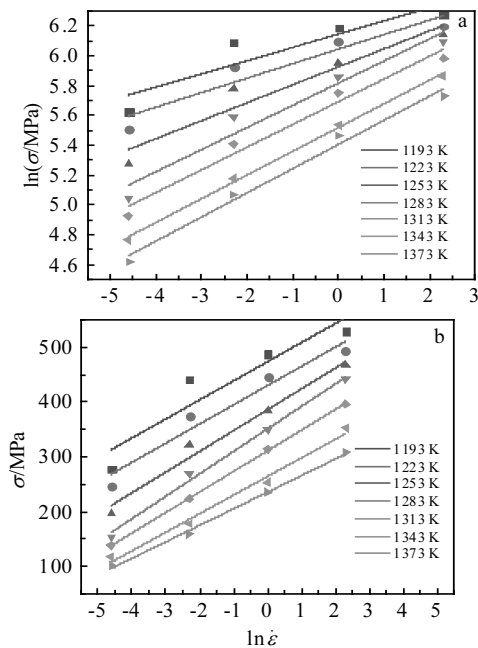 a
6.2
6.0
5.8
5.6
5.4
5.2
5.0
4.8
4.6
ln(σ/MPa)
1193 K
1223 K
1253 K
1283 K
1313 K
1343 K
1373 K
-5 -4 -3 -2 -1 0 1 2 3
b
500
400
300
200
100
σ/MPa
1193 K
1223 K
1253 K
1283 K
1313 K
1343 K
1373 K
-5 -4 -3 -2 -1 0 1 2 3 4 5
ln ε̇